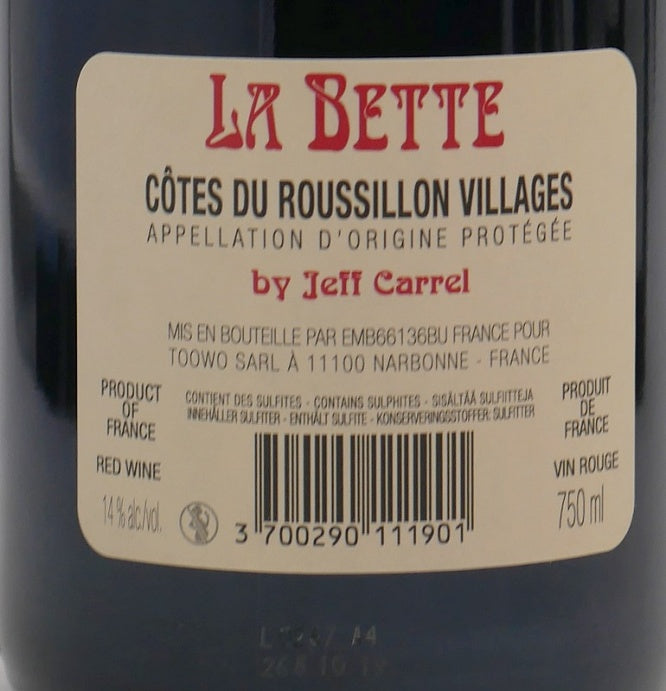 LA BETTE
CÔTES DU ROUSSILLON VILLAGES
APPELLATION D'ORIGINE PROTÉGÉE
by Jeff Carrel
MIS EN BOUTEILLE PAR EMB66136BU FRANCE POUR
TOOWO SARL À 11100 NARBONNE - FRANCE
PRODUCT
OF
FRANCE
RED WINE
14 % alc/vol.
CONTIENT DES SULFITES - CONTAINS SULPHITES - SISÄLTÄÄ SULFIITTEJA
INNEHÅLLER SULFITER - ENTHÄLT SULFITE - KONSERVERINGSSTOFFER: SULFITTER
3 700290 111901
PRODUIT
DE
FRANCE
VIN ROUGE
750 ml
A4